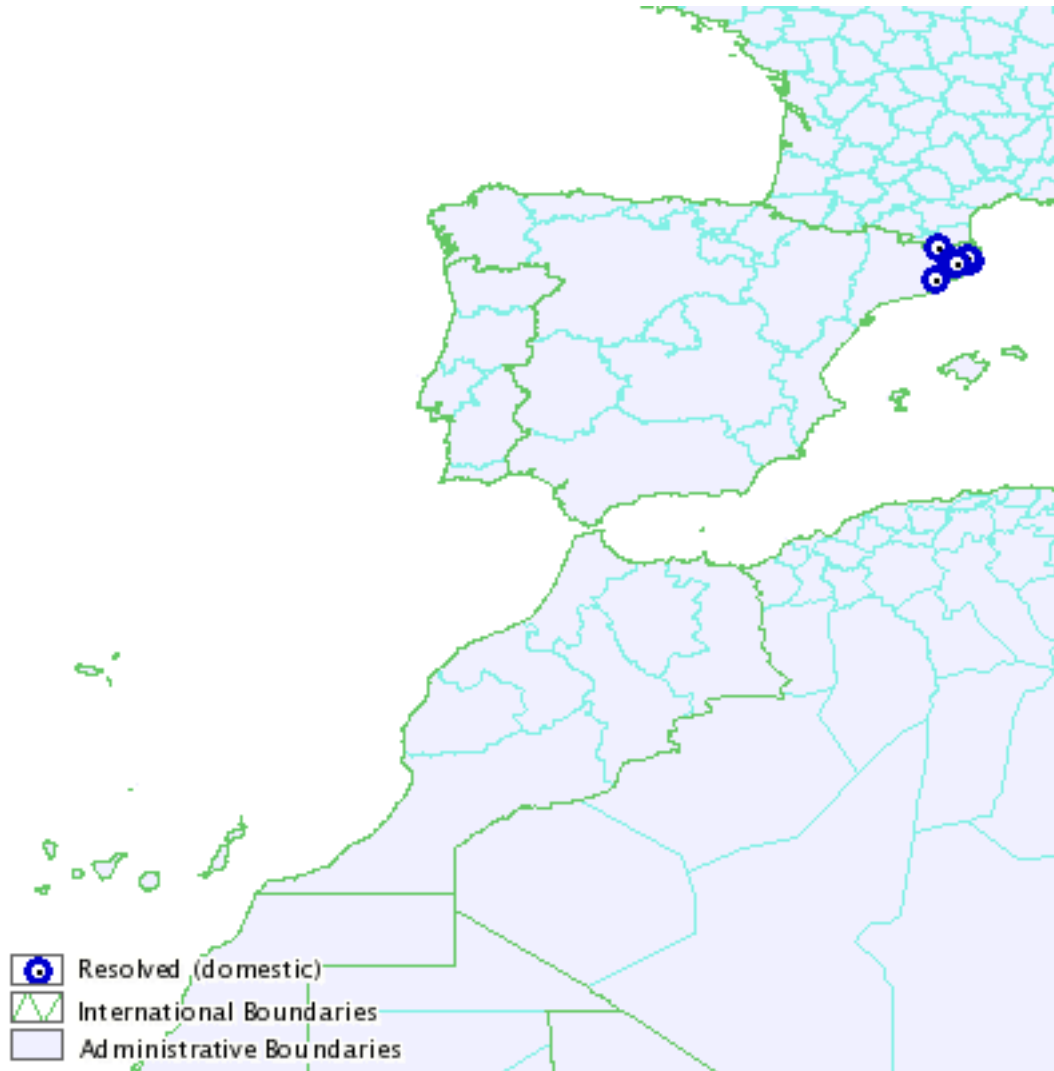 Resolved (domestic)
International Boundaries
Administrative Boundaries